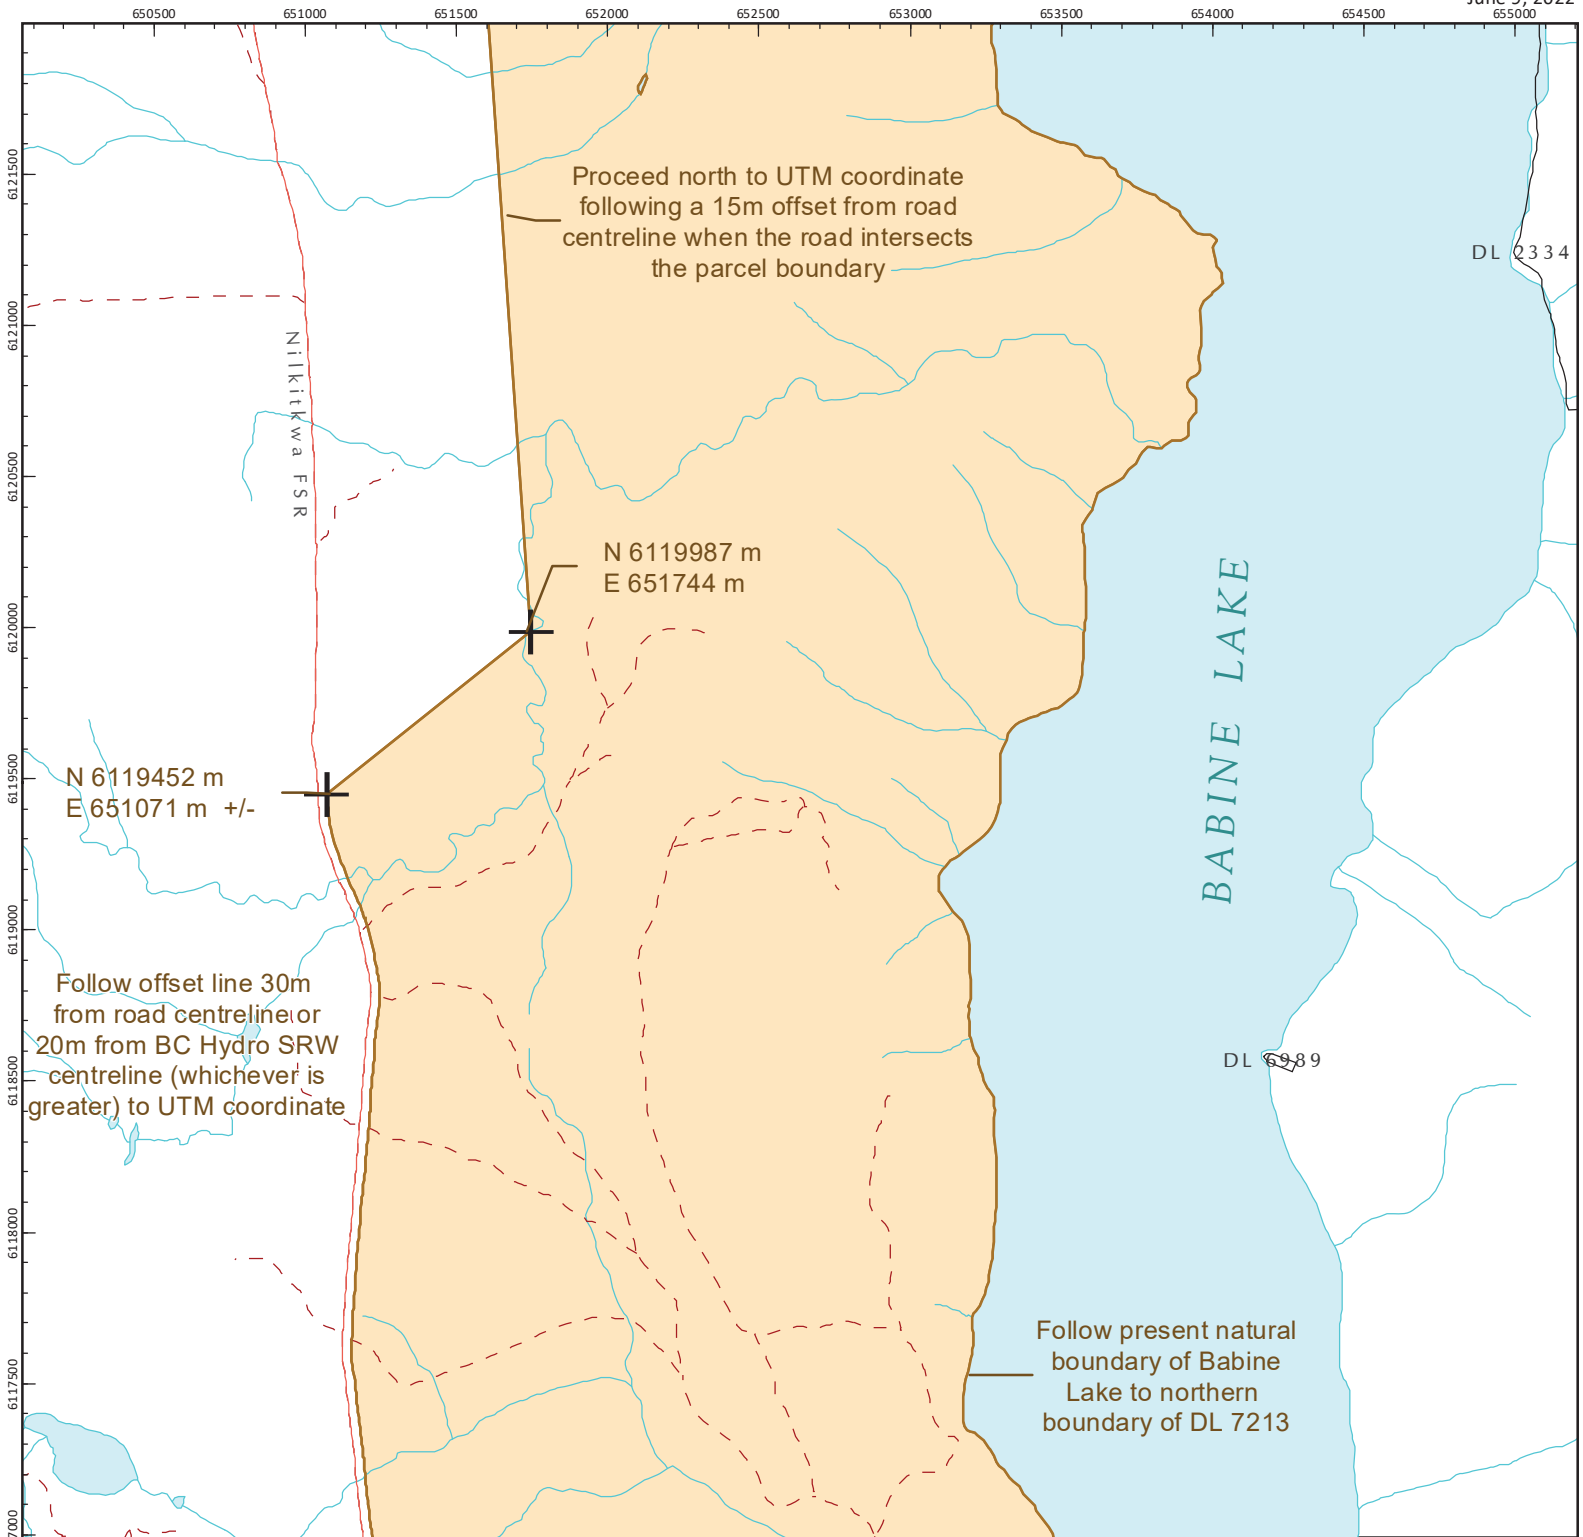 June 9, 2022
650500 651000 651500 652000 652500 653000 653500 654000 654500 655000
6121500
6121000
6120500
6120000
6119500
6119000
6118500
6118000
6117500
7000
Proceed north to UTM coordinate
following a 15m offset from road
centreline when the road intersects
the parcel boundary
DL 2334
Nilkitkwa FSR
N 6119987 m
E 651744 m
BABINE LAKE
N 6119452 m
E 651071 m +/-
Follow offset line 30m
from road centreline or
20m from BC Hydro SRW
centreline (whichever is
greater) to UTM coordinate
DL 6989
Follow present natural
boundary of Babine
Lake to northern
boundary of DL 7213